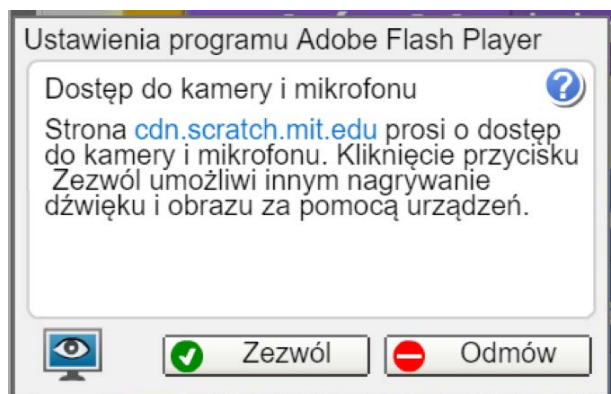 Ustawienia programu Adobe Flash Player
Dostęp do kamery i mikrofonu
Strona cdn.scratch.mit.edu prosi o dostęp
do kamery i mikrofonu. Kliknięcie przycisku
Zezwól umożliwi innym nagrywanie
dźwięku i obrazu za pomocą urządzeń.
Zezwól
Odmów